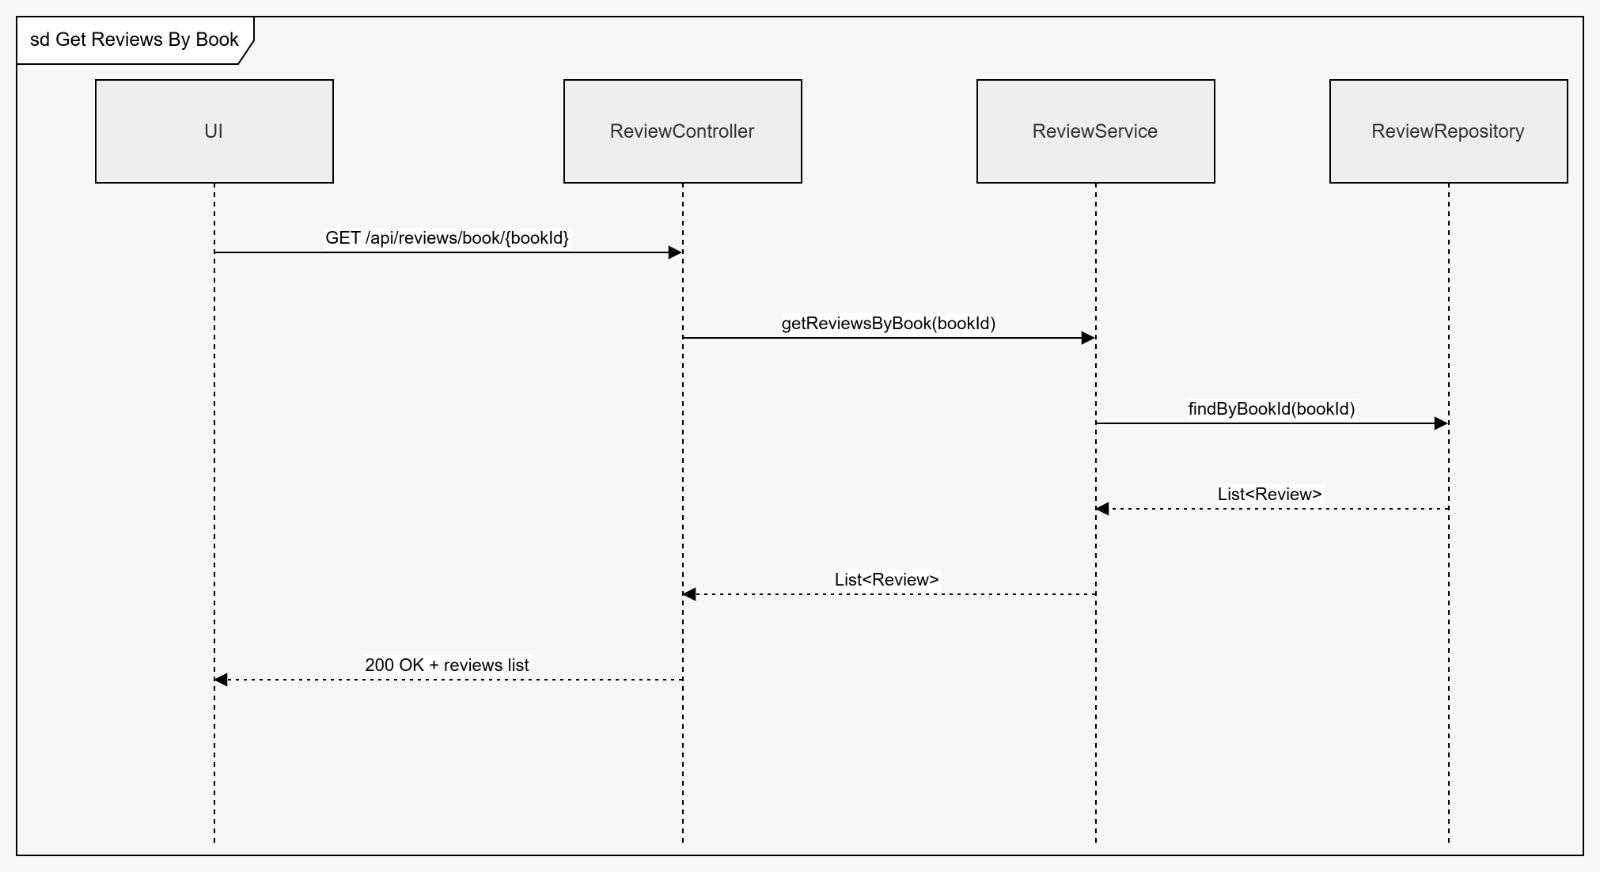 sd Get Reviews By Book
UI
ReviewController
ReviewService
ReviewRepository
GET /api/reviews/book/{bookId}
getReviewsByBook(bookId)
findByBookId(bookId)
List<Review>
List<Review>
200 OK + reviews list